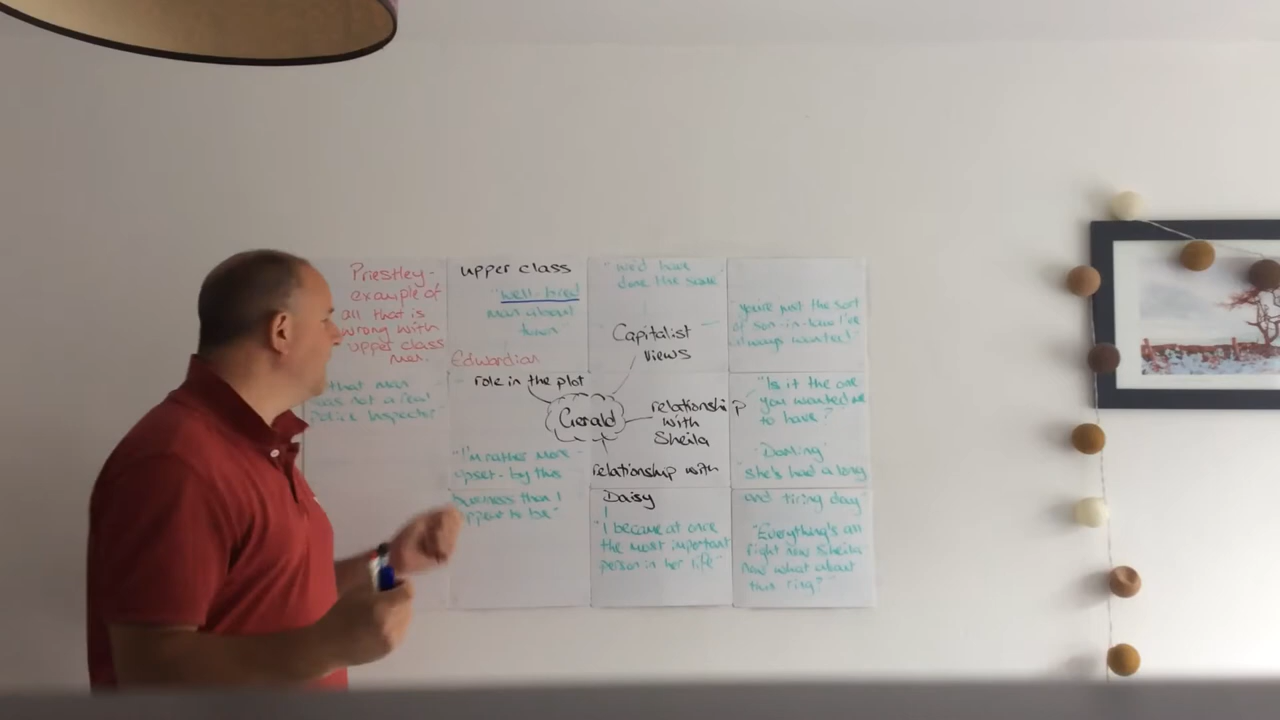 Priestley -
example of
all that is
wrong with
upper class
men.
"that man
was not a real
Police Inspector"
upper class
"well-bred
man about
town
Edwardian
role in the plot
"I'm rather more
upset - by this
business than I
appear to be"
"we'd have
done the same
Capitalist
views
Gerald
relationship
with
Sheila
relationship with
Daisy
"I became at once
the most important
person in her life"
"you're just the sort
of son-in-law I've
always wanted!"
"Is it the one
you wanted me
to have?"
"Darling"
"she's had a long
and tiring day"
"Everything's all
right now Sheila
now what about
this ring?"